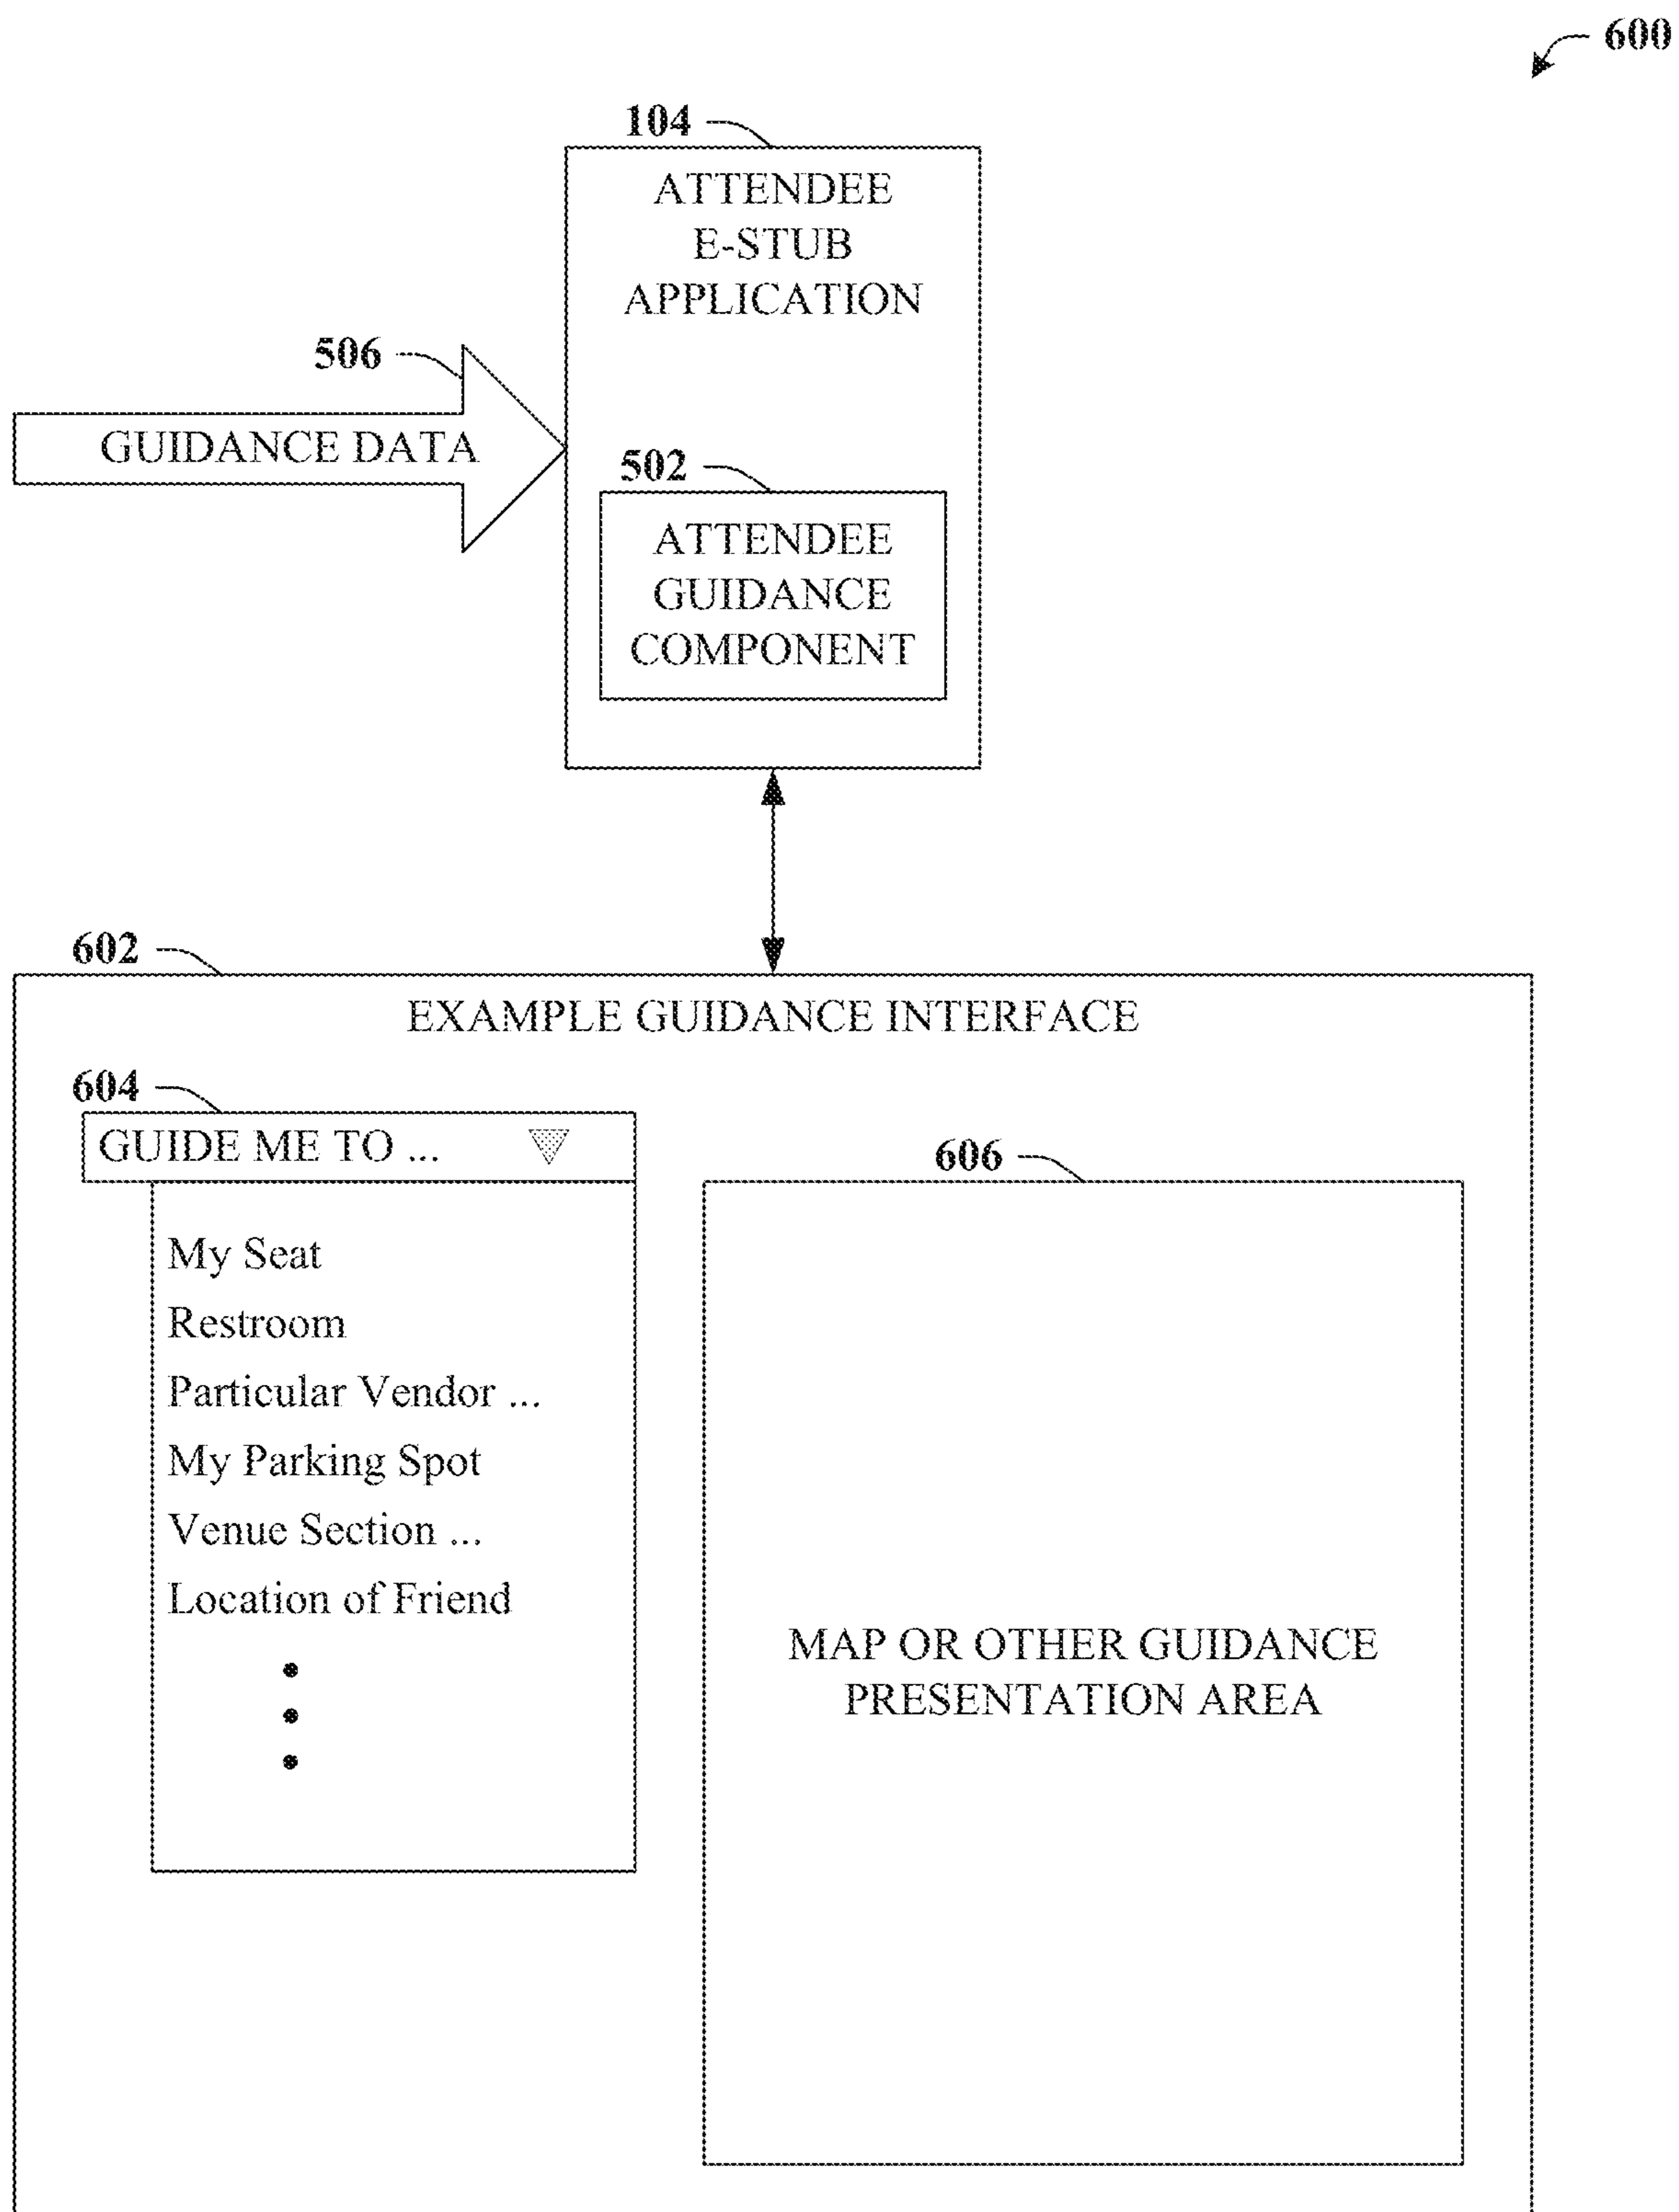 600
104
ATTENDEE
E-STUB
APPLICATION
506
GUIDANCE DATA
502
ATTENDEE
GUIDANCE
COMPONENT
602
EXAMPLE GUIDANCE INTERFACE
604
GUIDE ME TO ...
606
My Seat
Restroom
Particular Vendor ...
My Parking Spot
Venue Section ...
Location of Friend
MAP OR OTHER GUIDANCE
PRESENTATION AREA